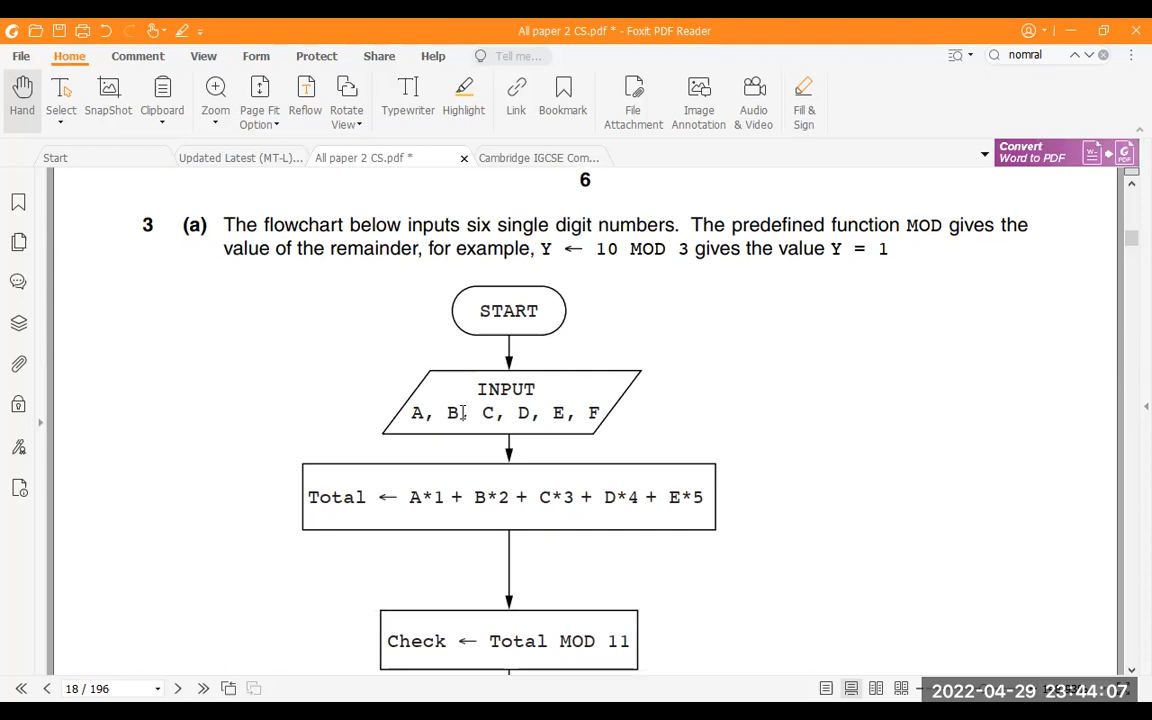 All paper 2 CS.pdf * - Foxit PDF Reader
File Home Comment View Form Protect Share Help Tell me... nomral
Hand Select SnapShot Clipboard Zoom Page Fit Option Reflow Rotate View Typewriter Highlight Link Bookmark File Attachment Image Annotation Audio & Video Fill & Sign
Start Updated Latest (MT-L)... All paper 2 CS.pdf * Cambridge IGCSE Com... Convert Word to PDF
6
3 (a) The flowchart below inputs six single digit numbers. The predefined function MOD gives the
value of the remainder, for example, Y ← 10 MOD 3 gives the value Y = 1
START
INPUT
A, B, C, D, E, F
Total ← A*1 + B*2 + C*3 + D*4 + E*5
Check ← Total MOD 11
18 / 196
2022-04-29 23:44:07